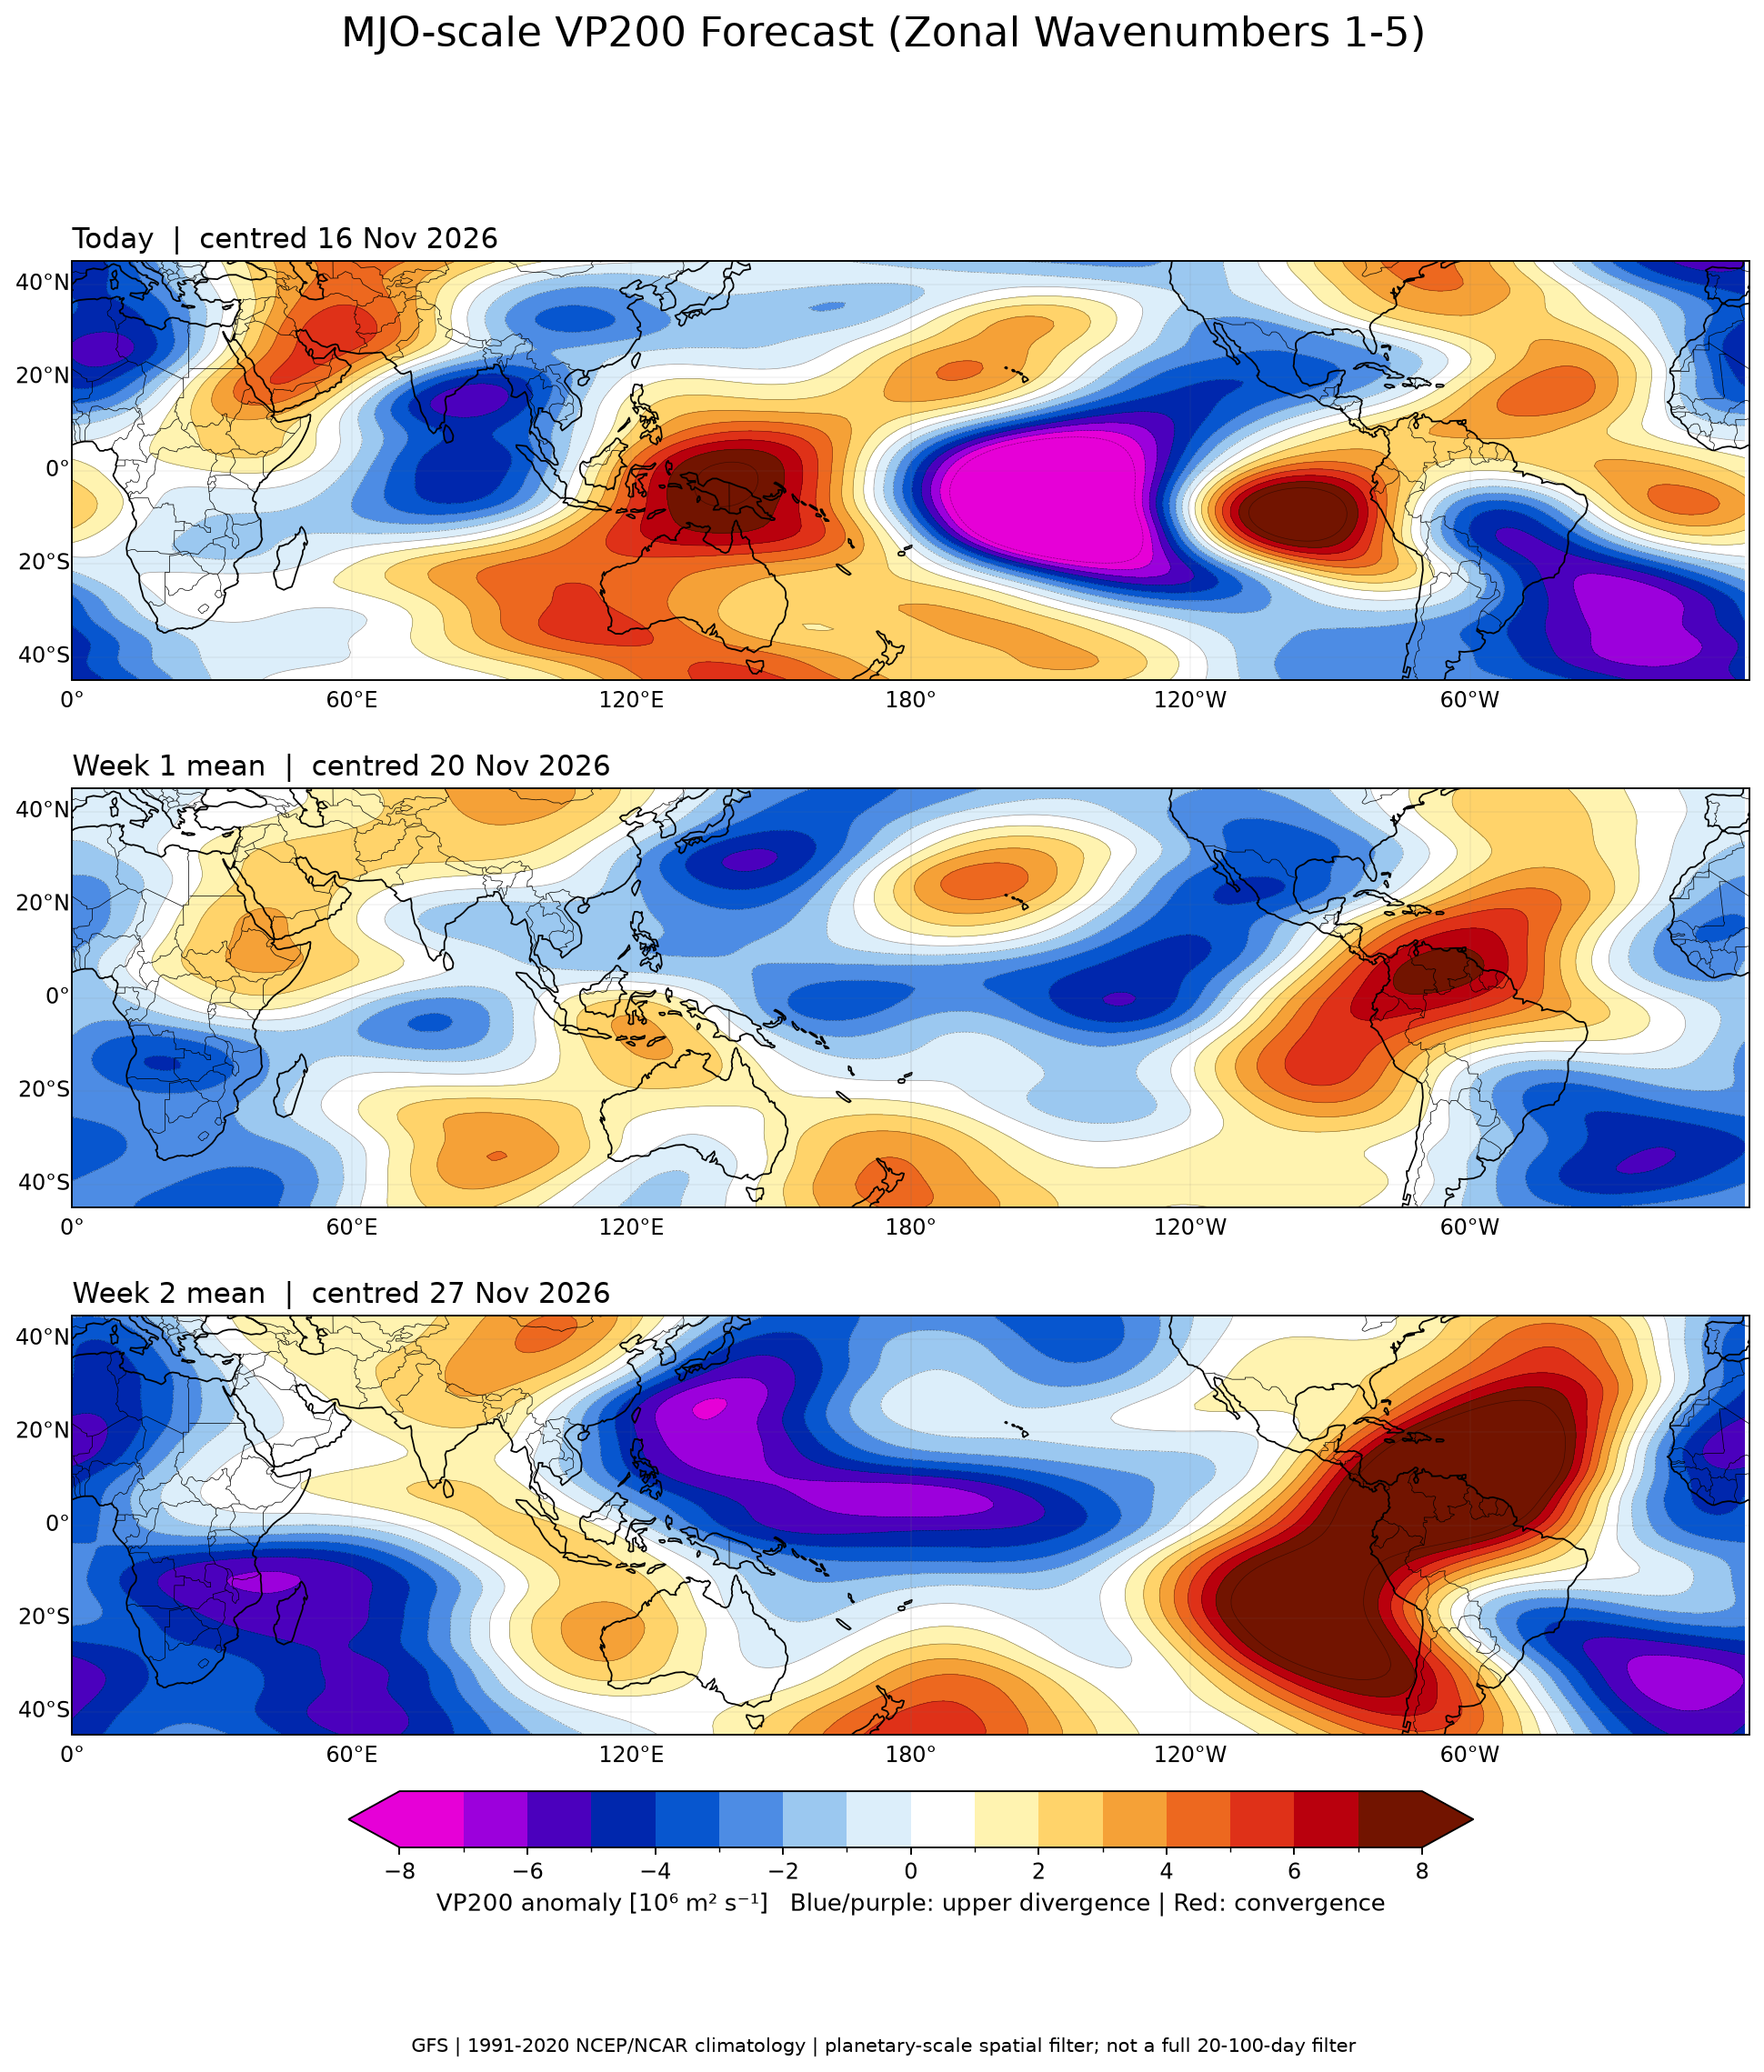 MJO-scale VP200 Forecast (Zonal Wavenumbers 1-5)
Today | centred 16 Nov 2026
40°N
20°N
0°
20°S
40°S
0° 60°E 120°E 180° 120°W 60°W
Week 1 mean | centred 20 Nov 2026
40°N
20°N
0°
20°S
40°S
0° 60°E 120°E 180° 120°W 60°W
Week 2 mean | centred 27 Nov 2026
40°N
20°N
0°
20°S
40°S
0° 60°E 120°E 180° 120°W 60°W
−8 −6 −4 −2 0 2 4 6 8
VP200 anomaly [10⁶ m² s⁻¹] Blue/purple: upper divergence | Red: convergence
GFS | 1991-2020 NCEP/NCAR climatology | planetary-scale spatial filter; not a full 20-100-day filter